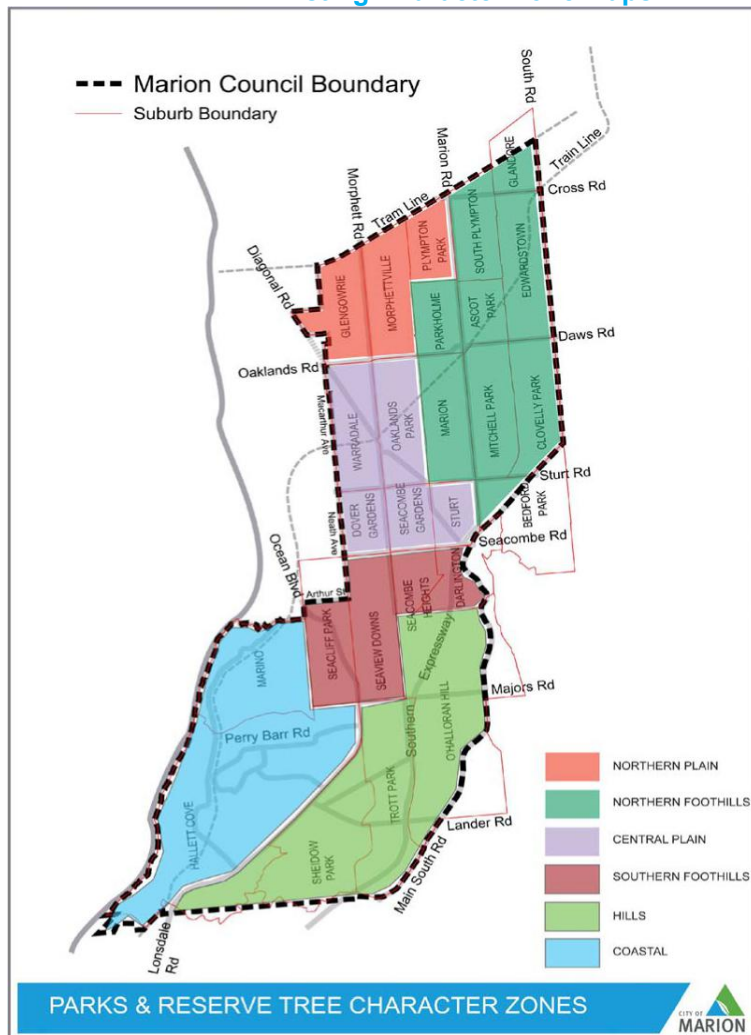 Marion Council Boundary
Suburb Boundary
South Rd
Train Line
Marion Rd
Tram Line
Morphett Rd
Diagonal Rd
Cross Rd
GLANDORE
SOUTH PLYMPTON
PLYMPTON
PARK
EDWARDSTOWN
MORPHETTVILLE
GLENGOWRIE
ASCOT
PARK
PARKHOLME
Daws Rd
Oaklands Rd
Macarthur Ave
WARRADALE
OAKLANDS
PARK
MARION
MITCHELL PARK
CLOVELLY PARK
Sturt Rd
BEDFORD
PARK
Neath Ave
DOVER
GARDENS
SEACOMBE
GARDENS
STURT
Seacombe Rd
Ocean Blvd
Arthur St
SEACLIFF PARK
SEAVIEW DOWNS
SEACOMBE
HEIGHTS
DARLINGTON
Southern Expressway
MARINO
Majors Rd
Perry Barr Rd
O'HALLORAN HILL
TROTT PARK
HALLETT COVE
SHEIDOW
PARK
Lander Rd
Main South Rd
Lonsdale
Rd
NORTHERN PLAIN
NORTHERN FOOTHILLS
CENTRAL PLAIN
SOUTHERN FOOTHILLS
HILLS
COASTAL
PARKS & RESERVE TREE CHARACTER ZONES
CITY OF
MARION